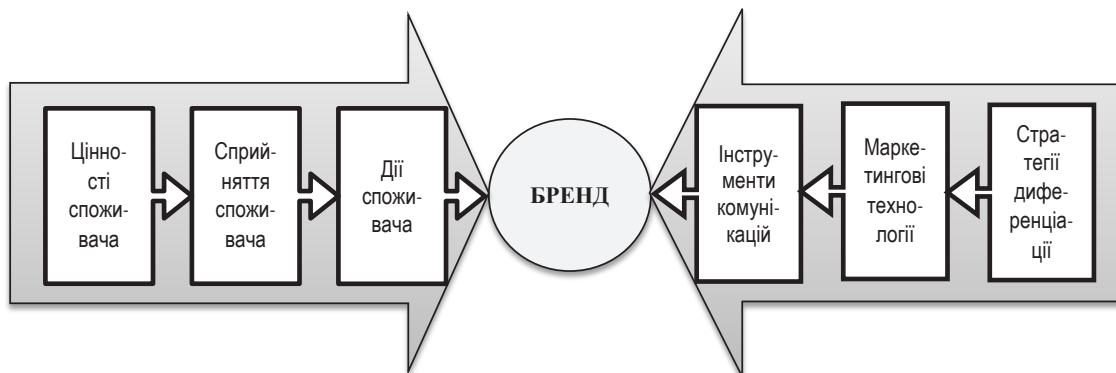 Цінно-
сті
спожи-
вача
Сприй-
няття
спожи-
вача
Дії
спожи-
вача
БРЕНД
Інстру-
менти
комуні-
кацій
Марке-
тингові
техно-
логії
Стра-
тегії
дифе-
ренціа-
ції